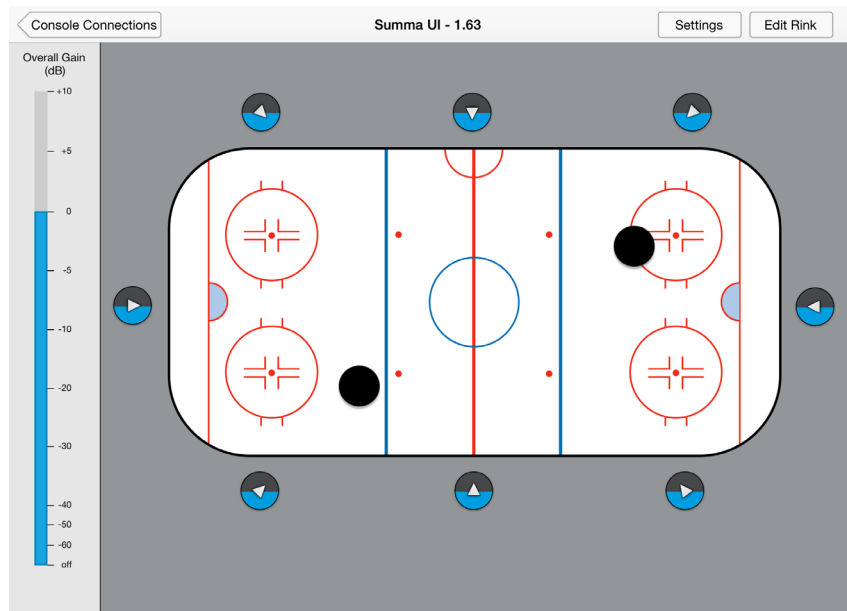 Console Connections
Summa UI - 1.63
Settings
Edit Rink
Overall Gain
(dB)
+10
+5
0
-5
-10
-20
-30
-40
-50
-60
off